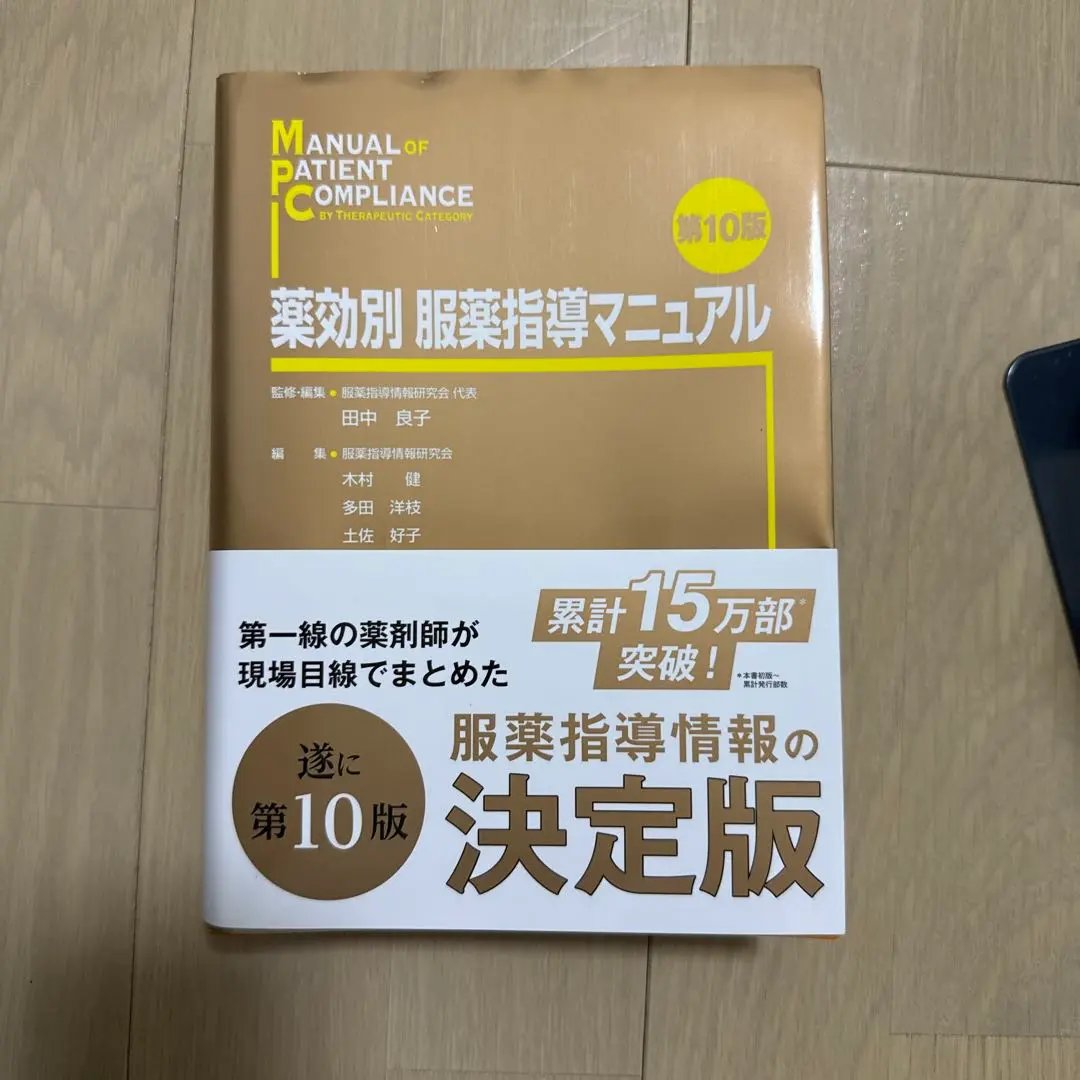 MANUAL OF
PATIENT
COMPLIANCE
BY THERAPEUTIC CATEGORY
第10版
薬効別 服薬指導マニュアル
監修・編集 ● 服薬指導情報研究会 代表
田中 良子
編 集 ● 服薬指導情報研究会
木村 健
多田 洋枝
土佐 好子
第一線の薬剤師が
現場目線でまとめた
累計15万部*
突破!
*本書初版〜
累計発行部数
遂に
第10版
服薬指導情報の
決定版